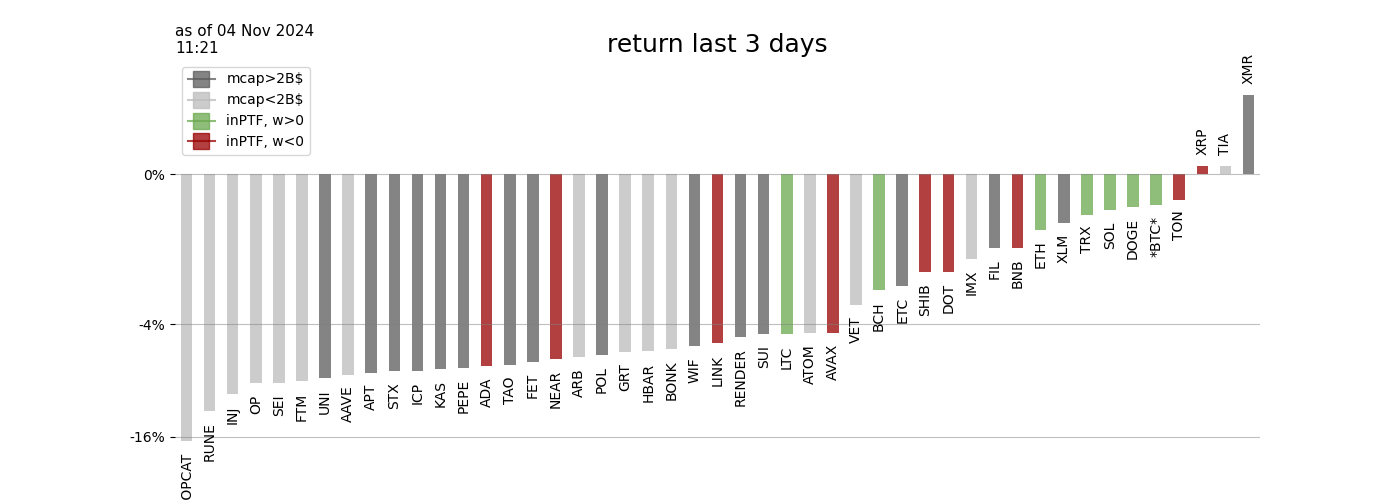 as of 04 Nov 2024
11:21
return last 3 days
mcap>2B$
mcap<2B$
inPTF, w>0
inPTF, w<0
0%
-4%
-16%
OPCAT
RUNE
INJ
OP
SEI
FTM
UNI
AAVE
APT
STX
ICP
KAS
PEPE
ADA
TAO
FET
NEAR
ARB
POL
GRT
HBAR
BONK
WIF
LINK
RENDER
SUI
LTC
ATOM
AVAX
VET
BCH
ETC
SHIB
DOT
IMX
FIL
BNB
ETH
XLM
TRX
SOL
DOGE
*BTC*
TON
XRP
TIA
XMR